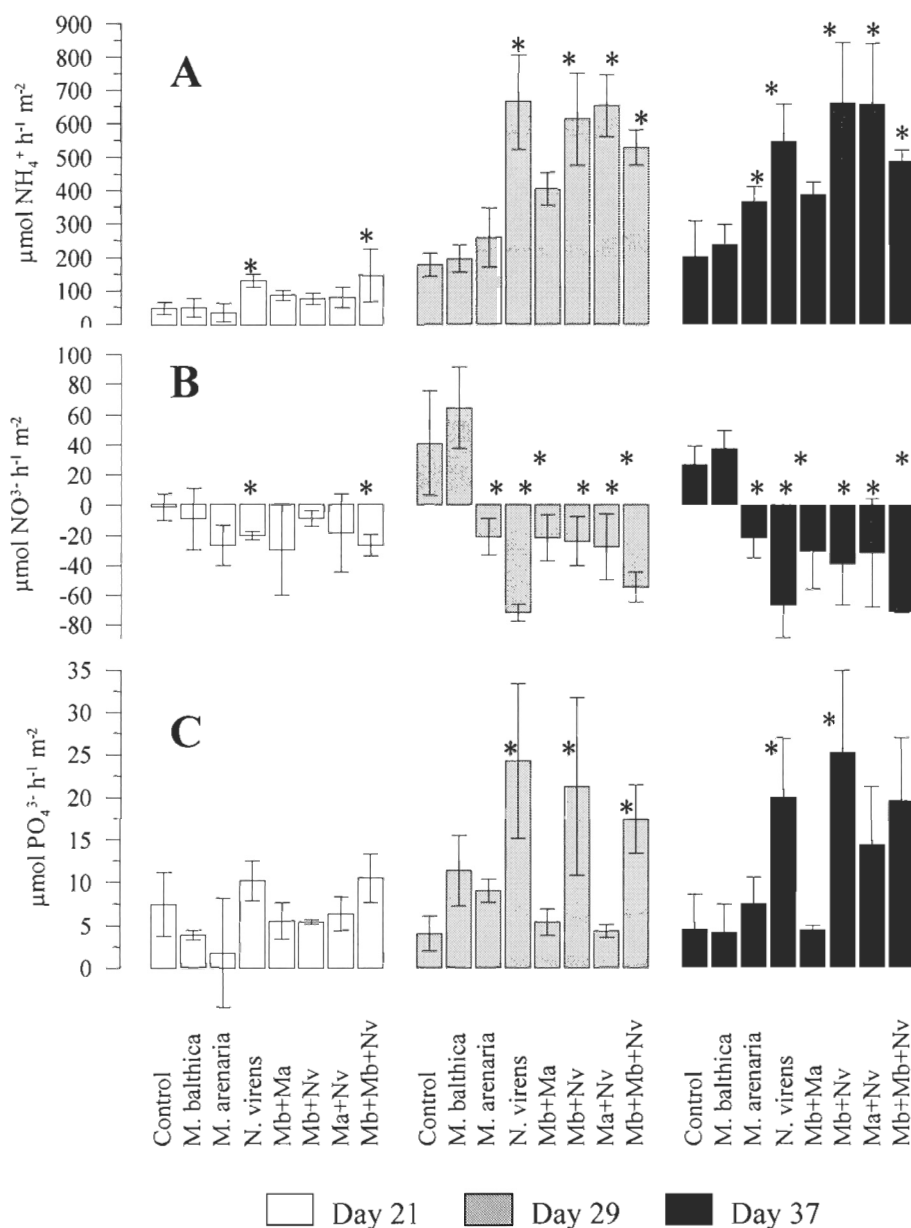 A
µmol NH₄⁺ h⁻¹ m⁻²
900
800
700
600
500
400
300
200
100
0
* * * * * * * * * * *
B
µmol NO³⁻ h⁻¹ m⁻²
100
80
60
40
20
0
-20
-40
-60
-80
* * * * * * * * * * * * * *
C
µmol PO₄³⁻ h⁻¹ m⁻²
35
30
25
20
15
10
5
0
* * * * *
Control
M. balthica
M. arenaria
N. virens
Mb+Ma
Mb+Nv
Ma+Nv
Mb+Mb+Nv
Control
M. balthica
M. arenaria
N. virens
Mb+Ma
Mb+Nv
Ma+Nv
Mb+Mb+Nv
Control
M. balthica
M. arenaria
N. virens
Mb+Ma
Mb+Nv
Ma+Nv
Mb+Mb+Nv
Day 21 Day 29 Day 37